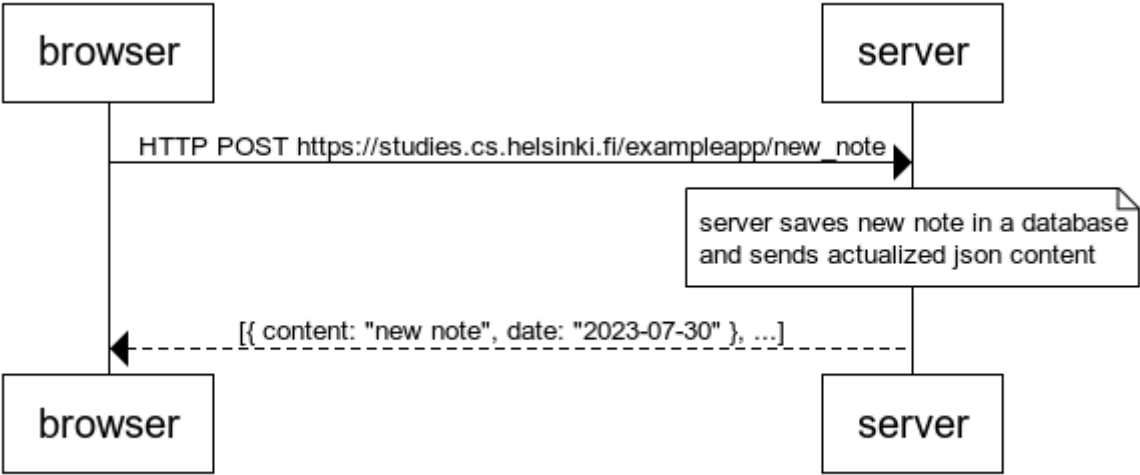 browser
server
HTTP POST https://studies.cs.helsinki.fi/exampleapp/new_note
server saves new note in a database
and sends actualized json content
[{ content: "new note", date: "2023-07-30" }, ...]
browser
server